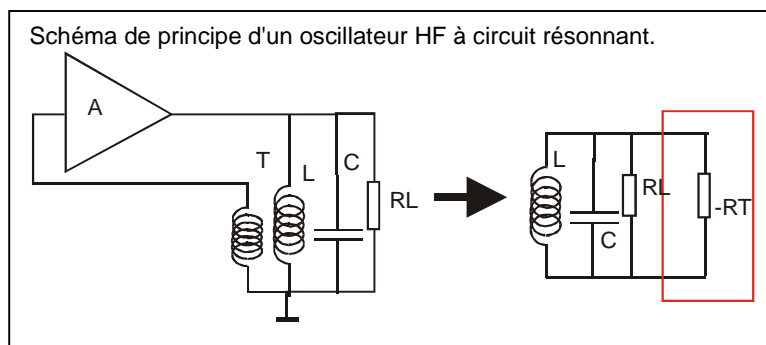 Schéma de principe d'un oscillateur HF à circuit résonnant.
A
T
L
C
RL
L
C
RL
-RT